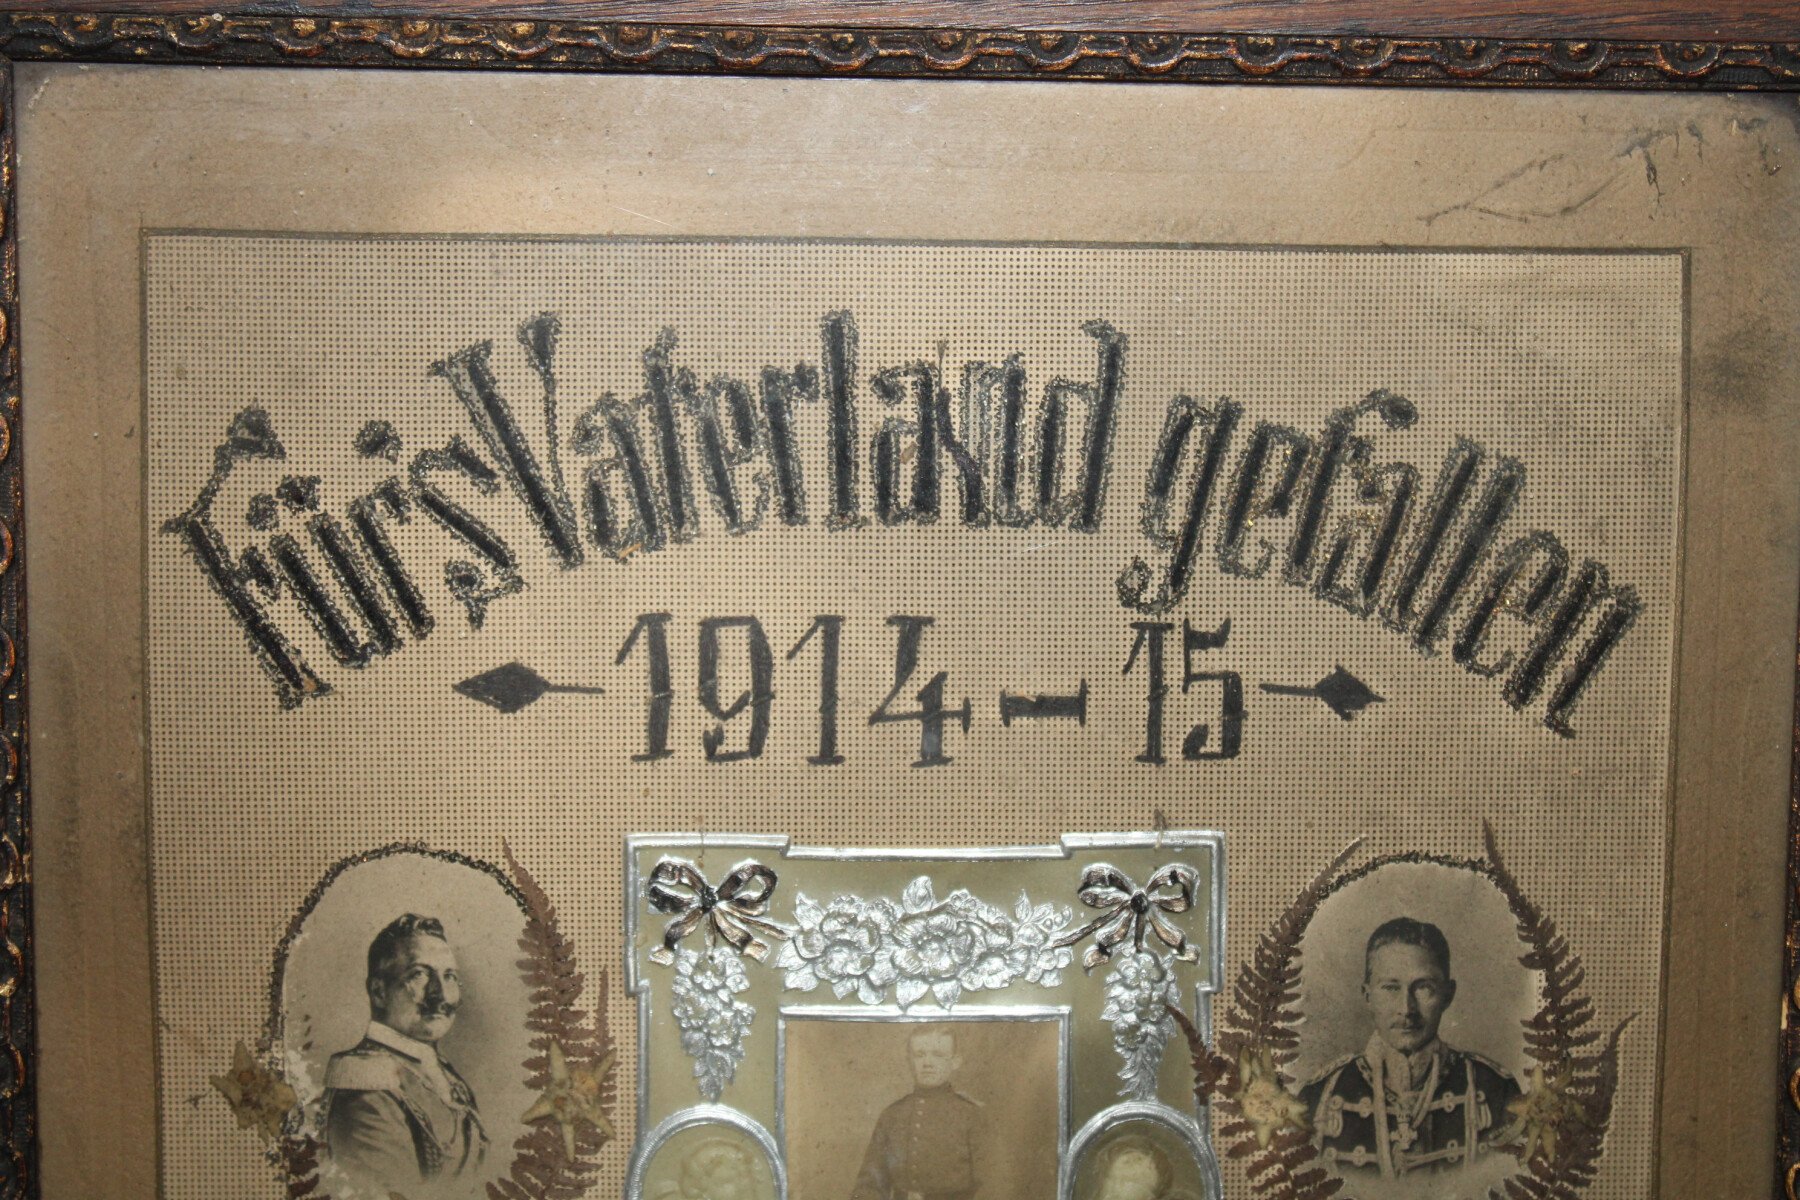 Fürs Vaterland gefallen
1914-15